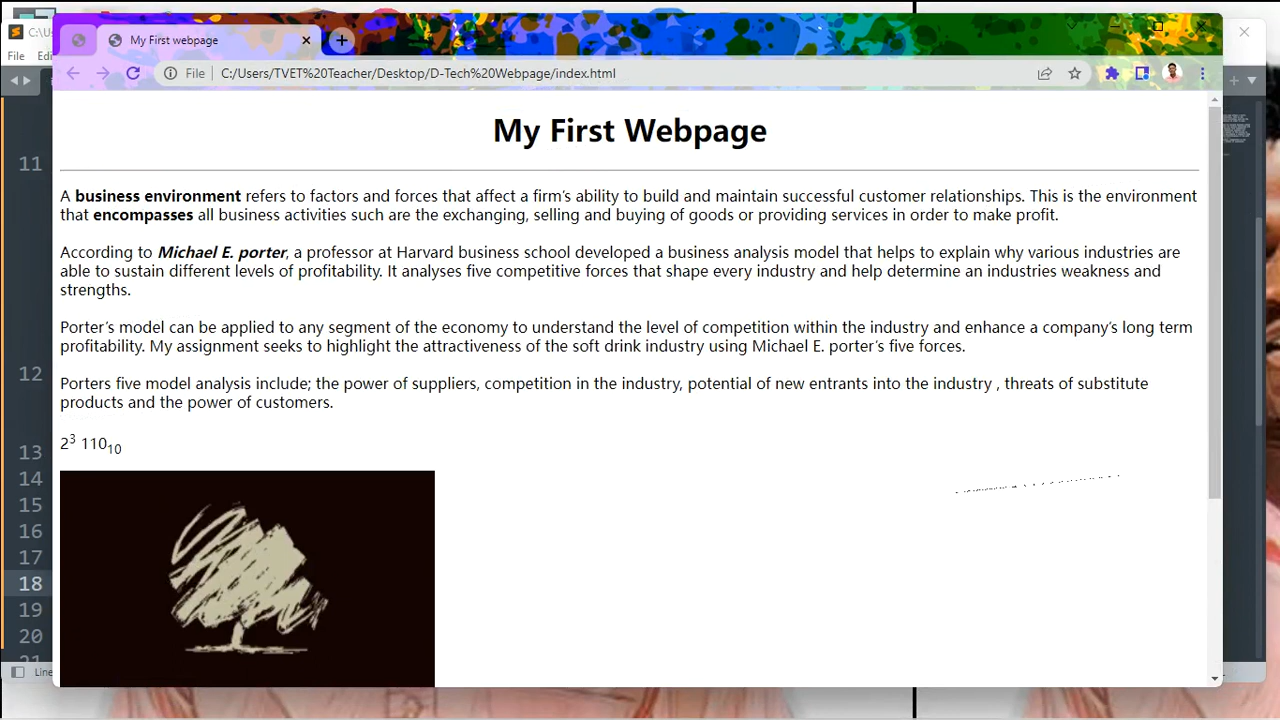 C:\Us
My First webpage
File Edi
File C:/Users/TVET%20Teacher/Desktop/D-Tech%20Webpage/index.html
My First Webpage
A business environment refers to factors and forces that affect a firm's ability to build and maintain successful customer relationships. This is the environment
that encompasses all business activities such are the exchanging, selling and buying of goods or providing services in order to make profit.
According to Michael E. porter, a professor at Harvard business school developed a business analysis model that helps to explain why various industries are
able to sustain different levels of profitability. It analyses five competitive forces that shape every industry and help determine an industries weakness and
strengths.
Porter's model can be applied to any segment of the economy to understand the level of competition within the industry and enhance a company's long term
profitability. My assignment seeks to highlight the attractiveness of the soft drink industry using Michael E. porter's five forces.
Porters five model analysis include; the power of suppliers, competition in the industry, potential of new entrants into the industry , threats of substitute
products and the power of customers.
2³ 110₁₀
11
12
13
14
15
16
17
18
19
20
21
Line